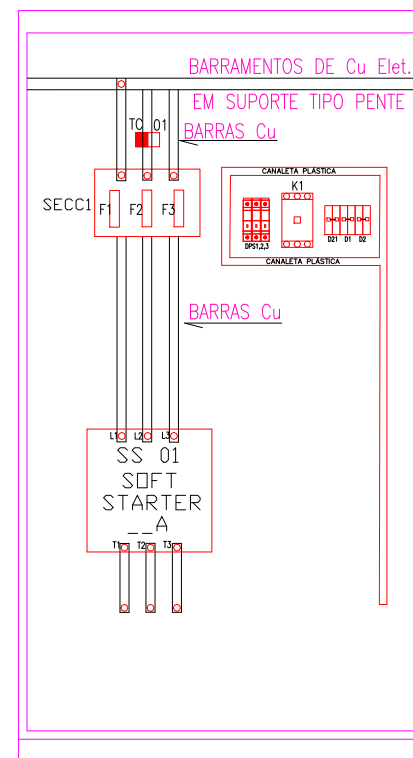 BARRAMENTOS DE Cu Elet.
EM SUPORTE TIPO PENTE
TC 01
BARRAS Cu
CANALETA PLÁSTICA
K1
SECC1 F1 F2 F3
DPS1,2,3 D21 D1 D2
CANALETA PLÁSTICA
BARRAS Cu
L1 L2 L3
SS 01
SOFT
STARTER
__A
T1 T2 T3